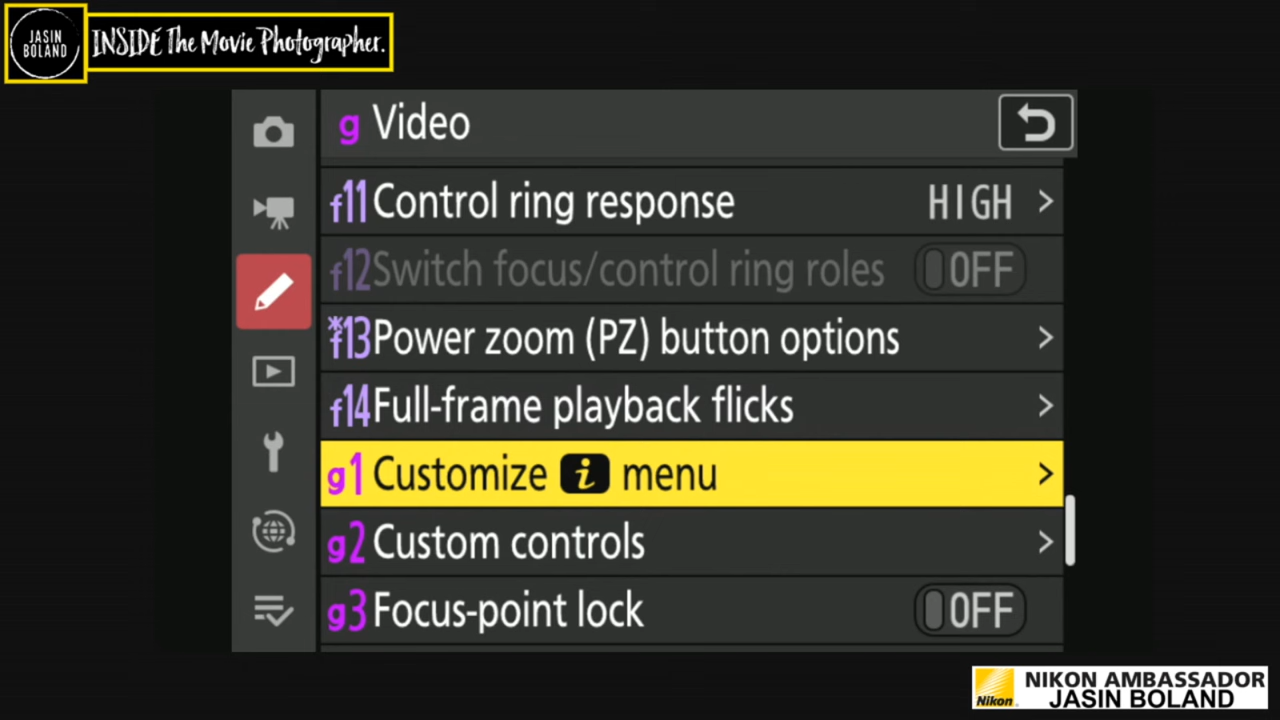 JASIN
BOLAND
INSIDE The Movie Photographer.
g Video
f11 Control ring response HIGH >
f12 Switch focus/control ring roles OFF
*f13 Power zoom (PZ) button options >
f14 Full-frame playback flicks >
g1 Customize i menu >
g2 Custom controls >
g3 Focus-point lock OFF
Nikon
NIKON AMBASSADOR
JASIN BOLAND